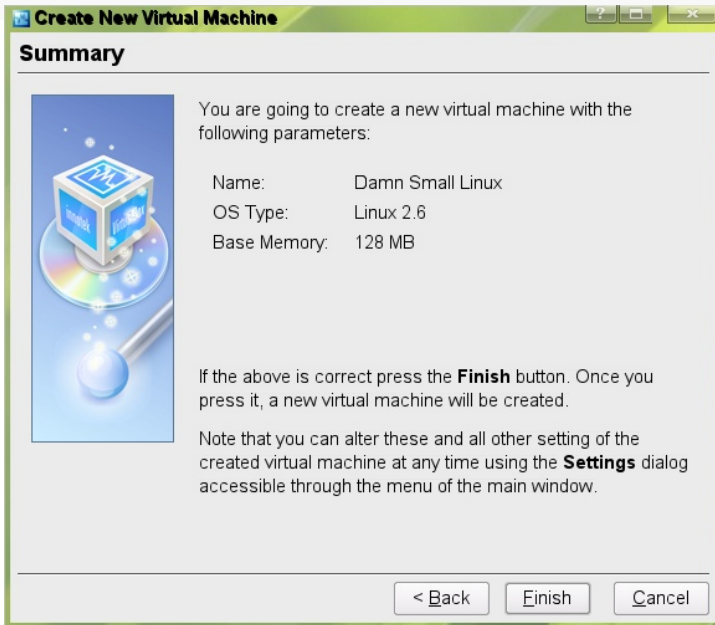 Create New Virtual Machine
Summary
You are going to create a new virtual machine with the
following parameters:
Name: Damn Small Linux
OS Type: Linux 2.6
Base Memory: 128 MB
innotek
VirtualBox
If the above is correct press the Finish button. Once you
press it, a new virtual machine will be created.
Note that you can alter these and all other setting of the
created virtual machine at any time using the Settings dialog
accessible through the menu of the main window.
< Back
Finish
Cancel